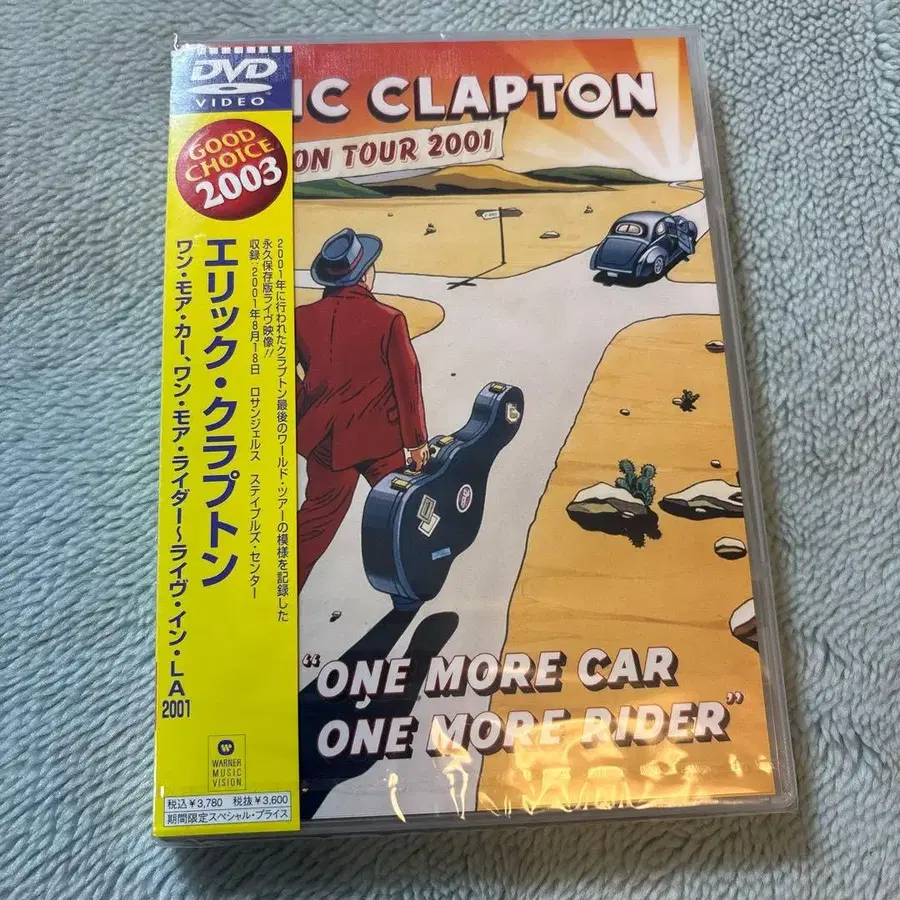 DVD
VIDEO
GOOD
CHOICE
2003
IC CLAPTON
ON TOUR 2001
エリック・クラプトン
ワン・モア・カー、ワン・モア・ライダー〜ライヴ・イン・LA 2001
2001年に行われたクラプトン最後のワールド・ツアーの模様を記録した
永久保存版ライヴ映像!!
収録:2001年8月18日 ロサンジェルス ステイプルズ・センター
"ONE MORE CAR
ONE MORE RIDER"
WARNER
MUSIC
VISION
税込¥3,780 税抜¥3,600
期間限定スペシャル・プライス